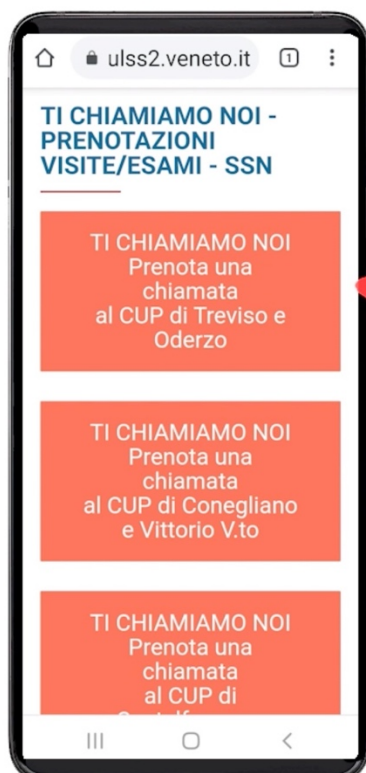 ulss2.veneto.it
1
TI CHIAMIAMO NOI -
PRENOTAZIONI
VISITE/ESAMI - SSN
TI CHIAMIAMO NOI
Prenota una
chiamata
al CUP di Treviso e
Oderzo
TI CHIAMIAMO NOI
Prenota una
chiamata
al CUP di Conegliano
e Vittorio V.to
TI CHIAMIAMO NOI
Prenota una
chiamata
al CUP di